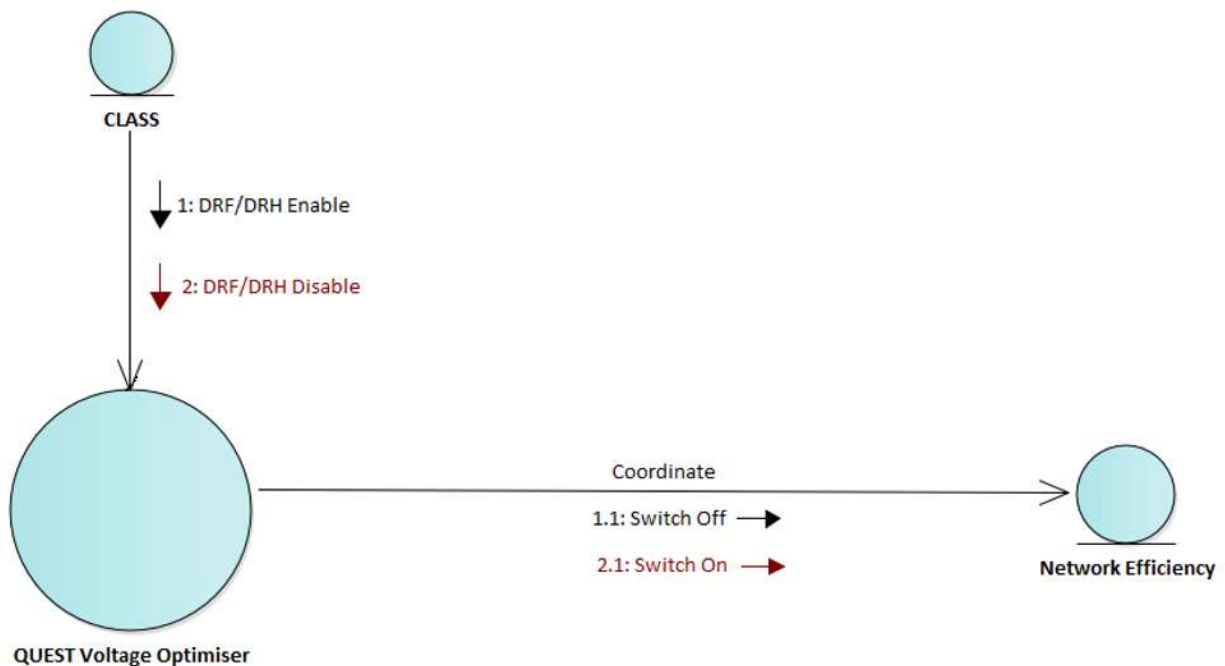 CLASS
1: DRF/DRH Enable
2: DRF/DRH Disable
Coordinate
1.1: Switch Off
2.1: Switch On
Network Efficiency
QUEST Voltage Optimiser